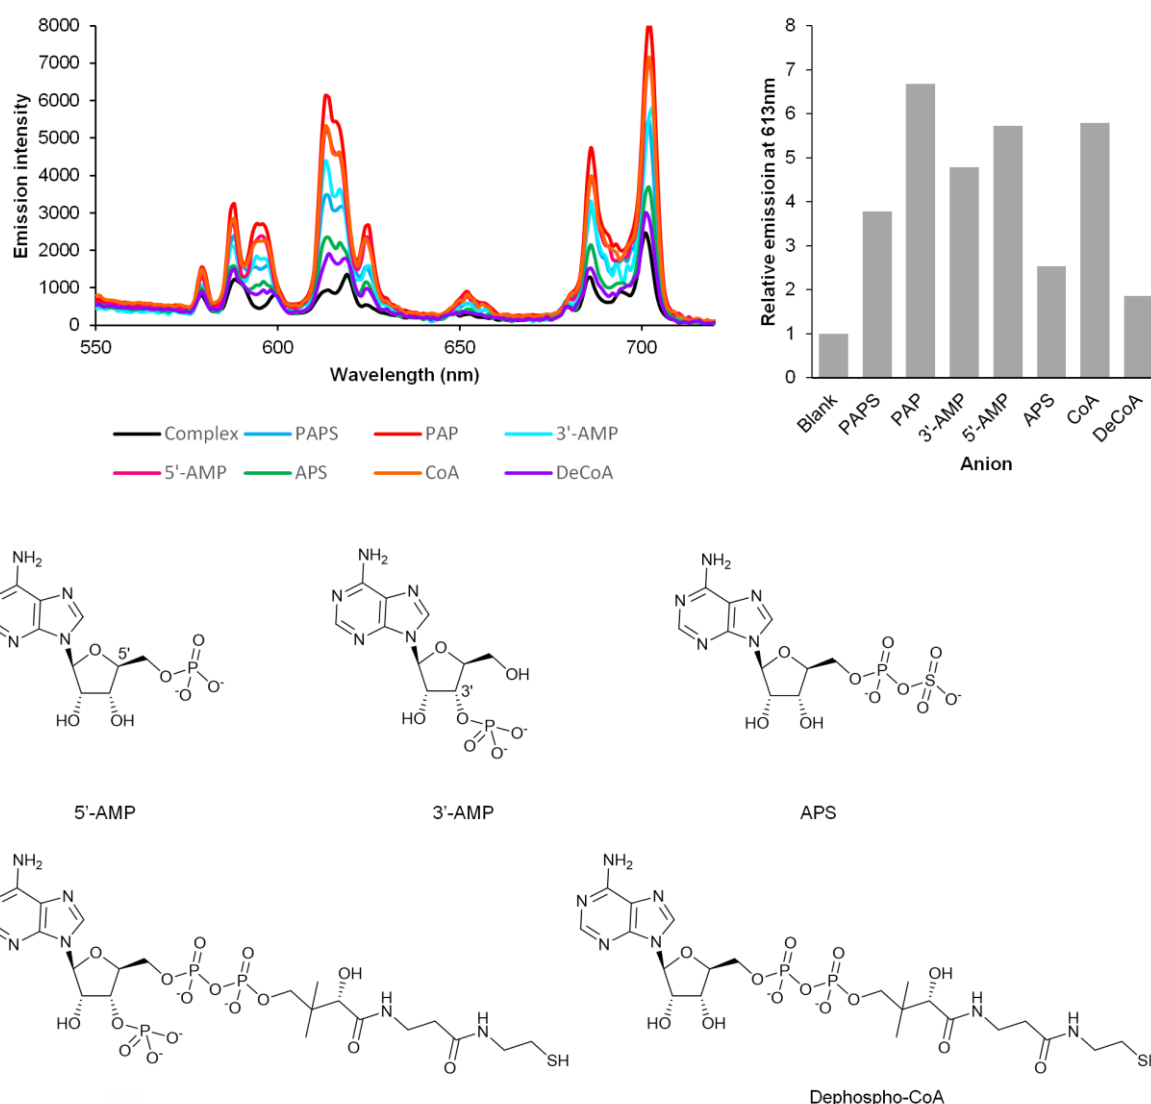 8000
7000
6000
5000
4000
3000
2000
1000
0
Emission intensity
550
600
650
700
Wavelength (nm)
Complex
PAPS
PAP
3'-AMP
5'-AMP
APS
CoA
DeCoA
8
7
6
5
4
3
2
1
0
Relative emissioin at 613nm
Blank
PAPS
PAP
3'-AMP
5'-AMP
APS
CoA
DeCoA
Anion
NH2
N
N
N
N
O
5'
O
O
P
-O
O-
HO
OH
5'-AMP
NH2
N
N
N
N
O
OH
3'
HO
O
P
O
O-
O-
3'-AMP
NH2
N
N
N
N
O
O
O
P
-O
O
O
S
O
O-
HO
OH
APS
NH2
N
N
N
N
O
O
O
P
-O
O
O
P
-O
O
OH
O
H
N
O
H
N
SH
HO
O
P
O
O-
O-
NH2
N
N
N
N
O
O
O
P
-O
O
O
P
-O
O
OH
O
H
N
O
H
N
HO
OH
Dephospho-CoA